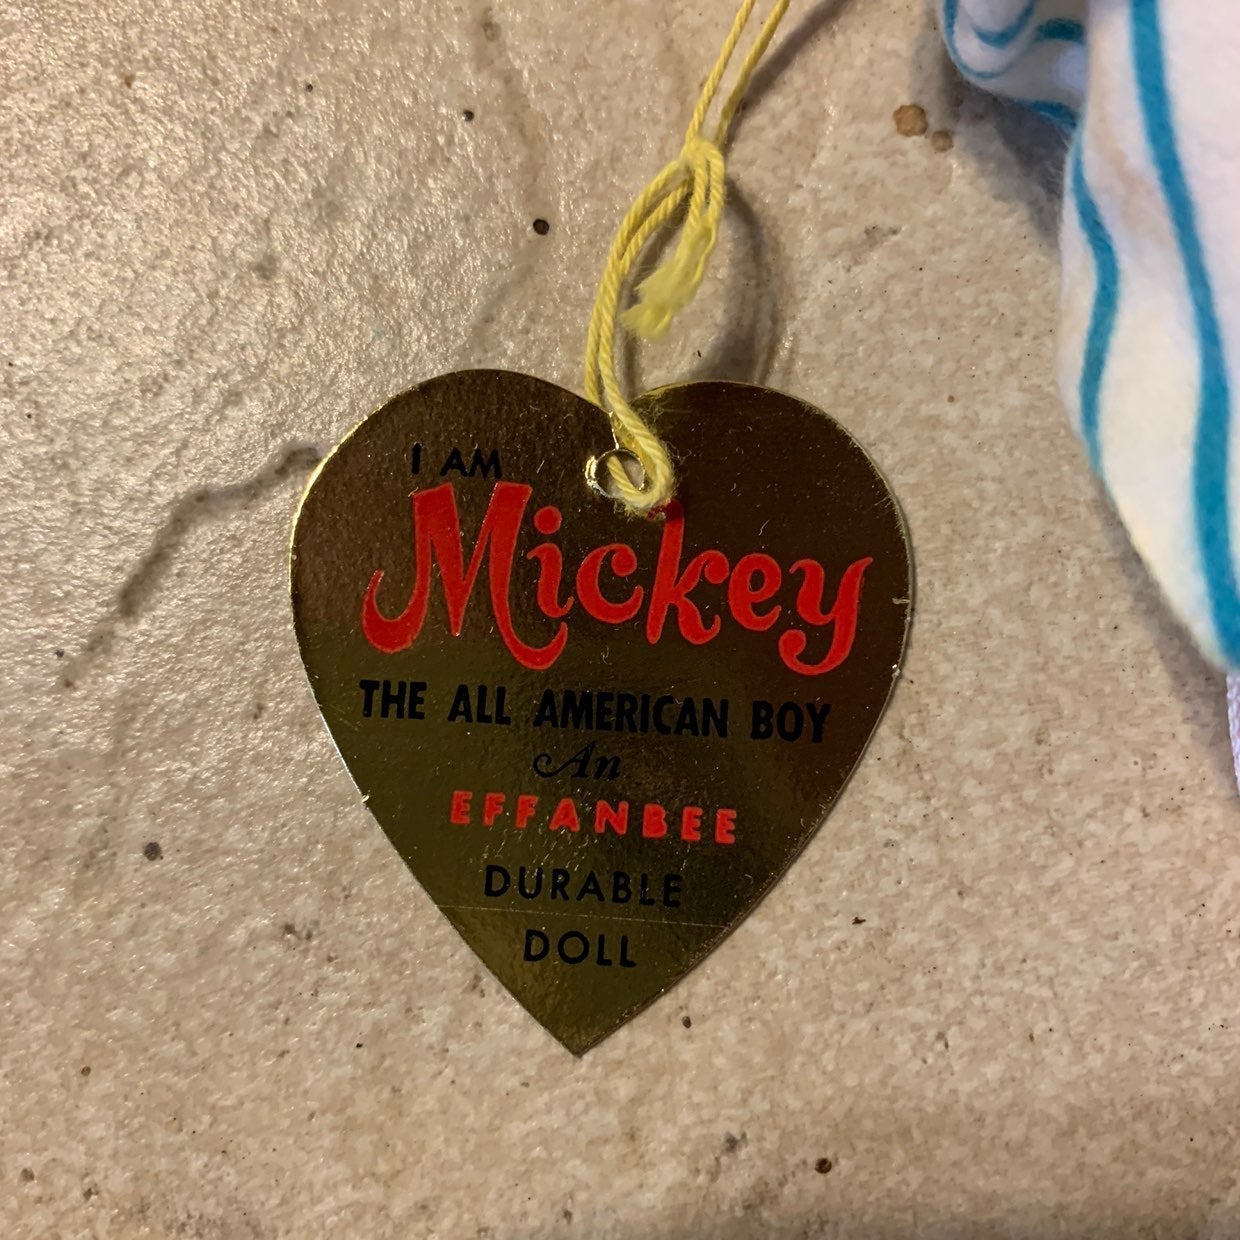 I AM
Mickey
THE ALL AMERICAN BOY
An
EFFANBEE
DURABLE
DOLL